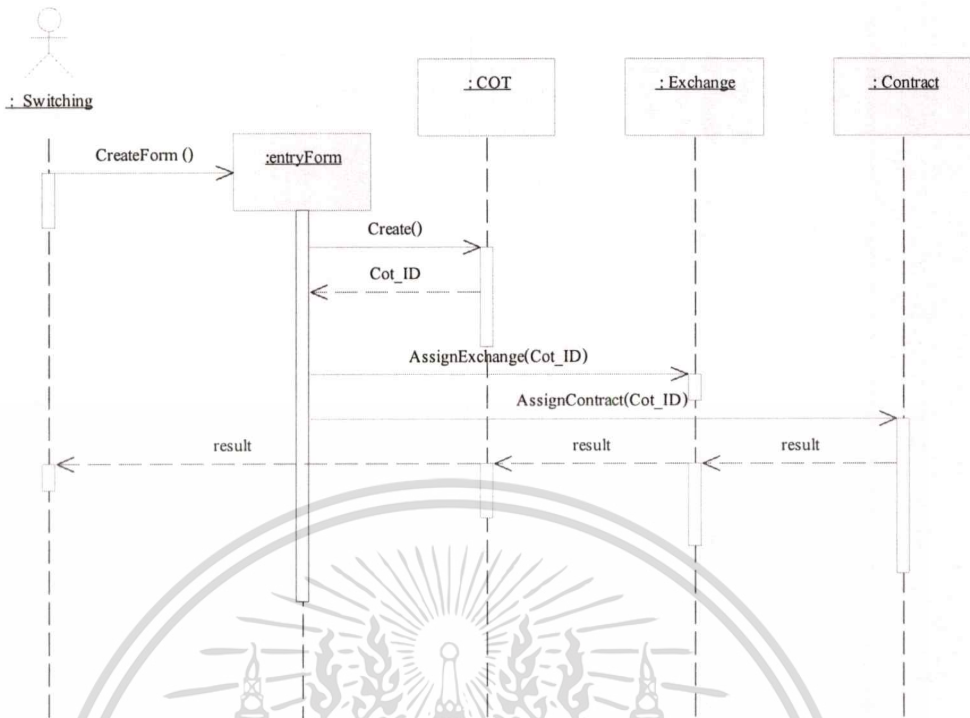 : COT
: Exchange
: Contract
: Switching
CreateForm ()
:entryForm
Create()
Cot_ID
AssignExchange(Cot_ID)
AssignContract(Cot_ID)
result
result
result